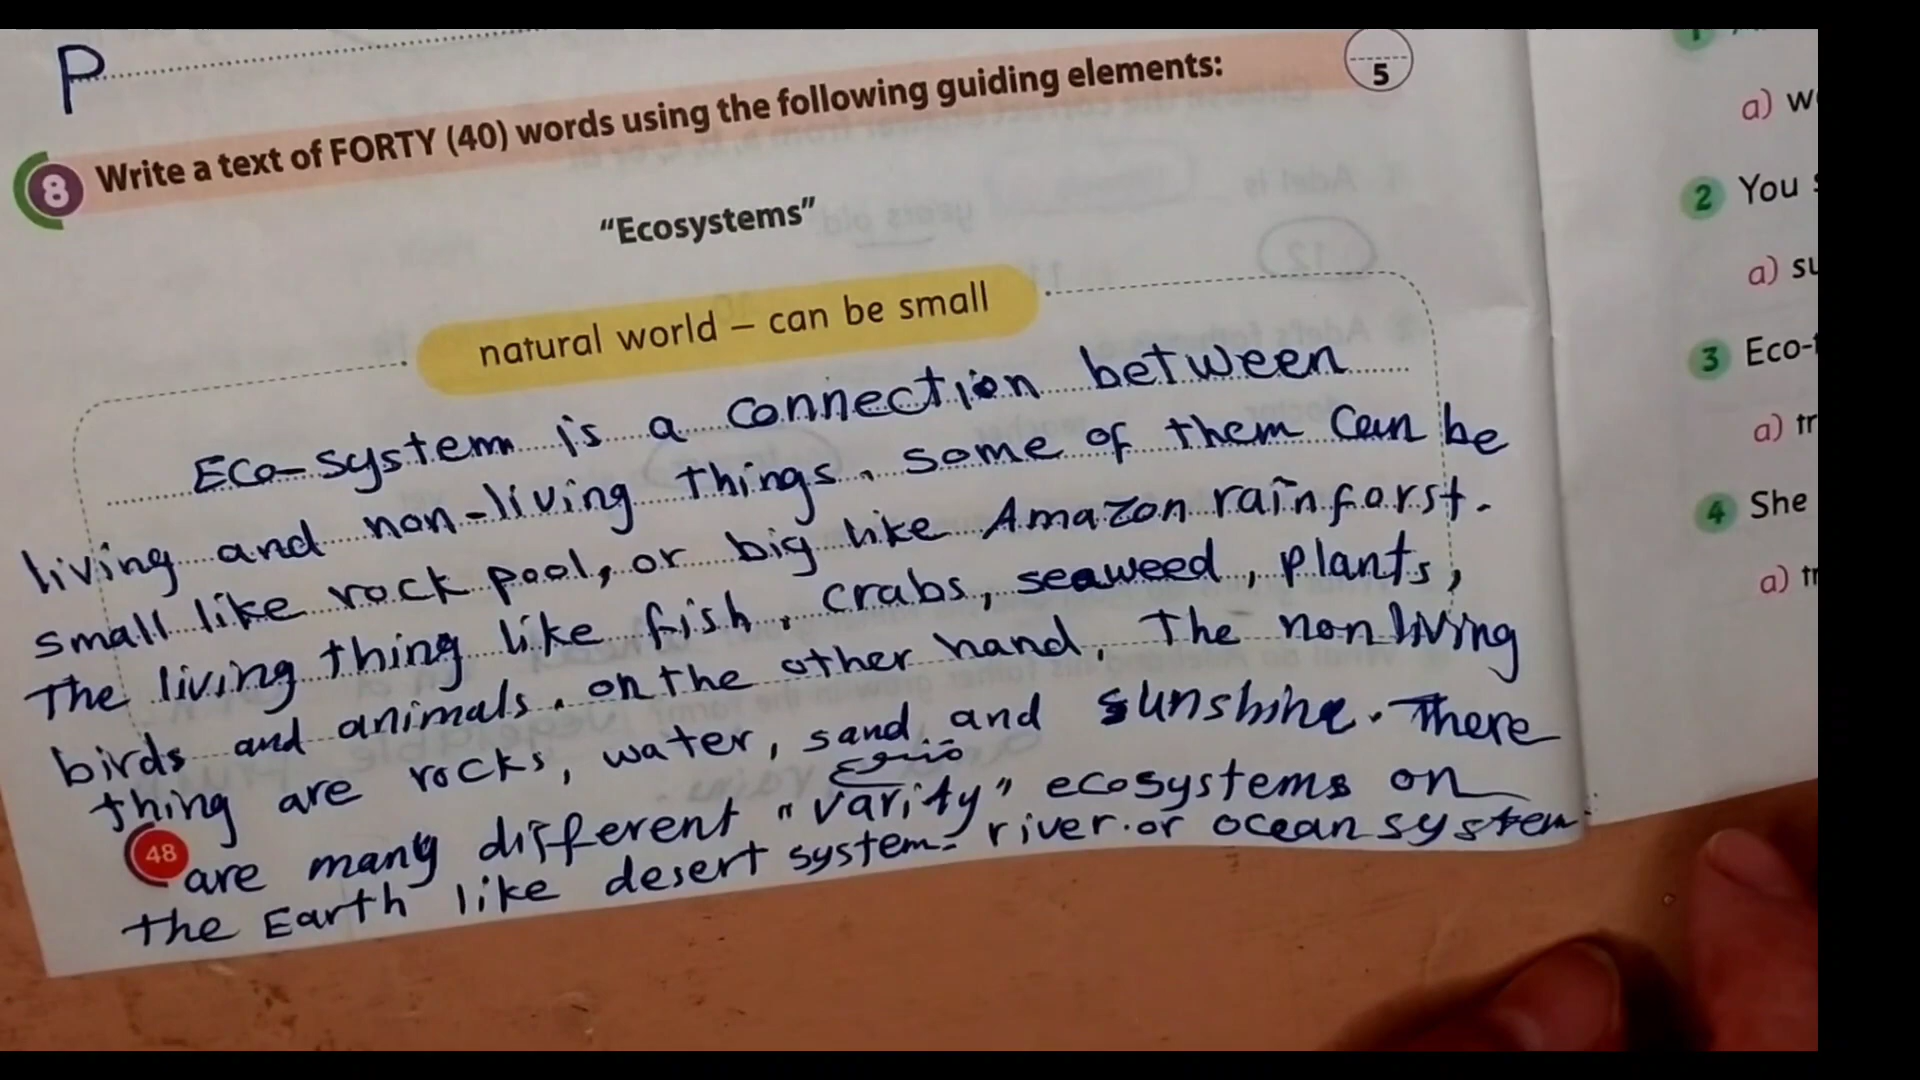 P
8 Write a text of FORTY (40) words using the following guiding elements:
5
"Ecosystems"
natural world – can be small
Eco-system is a connection between
living and non-living things. some of them can be
small like rock pool, or big like Amazon rainforst.
The living thing like fish, crabs, seaweed, plants,
birds and animals. on the other hand, The non living
thing are rocks, water, sand, and sunshine. There
are many different "varity" ecosystems on
the Earth like desert system- river or ocean system
48
a)
2 You
a)
3 Eco-
a) tr
4 She
a) tr